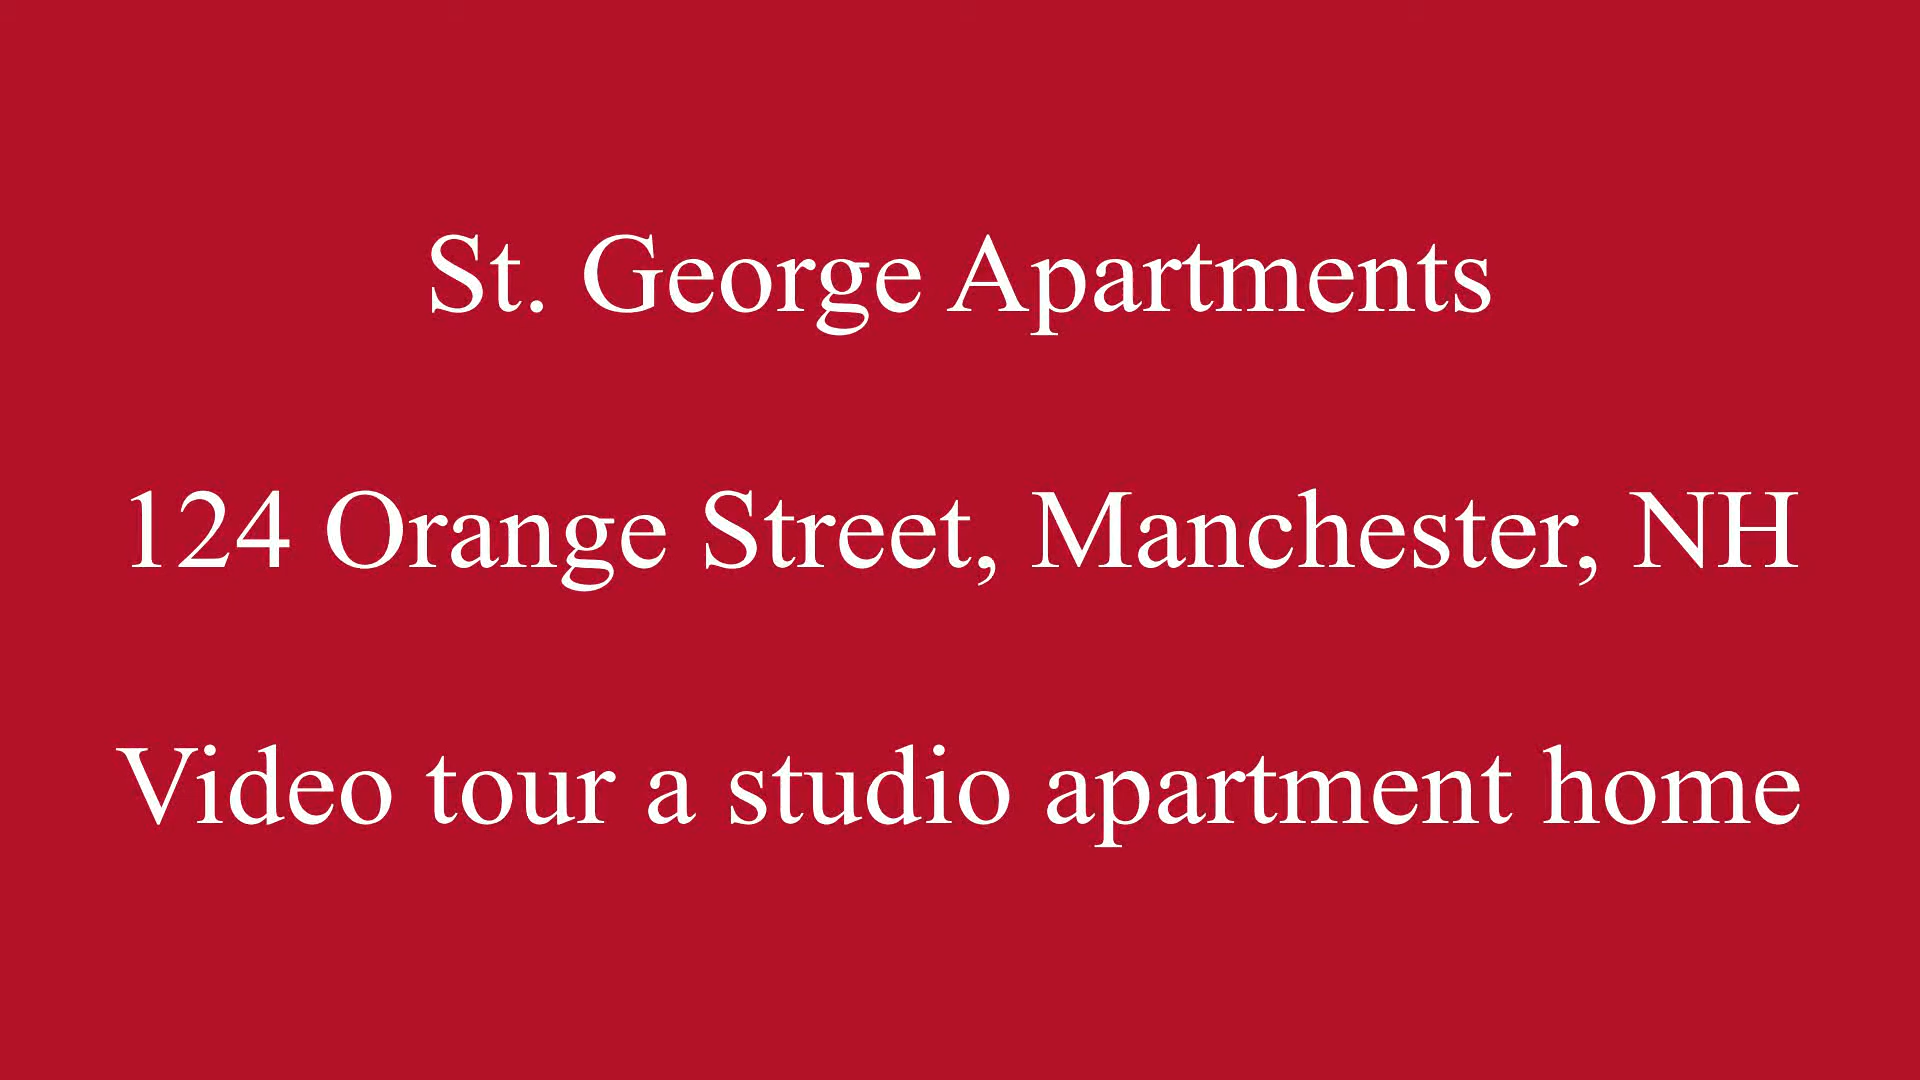 St. George Apartments
124 Orange Street, Manchester, NH
Video tour a studio apartment home